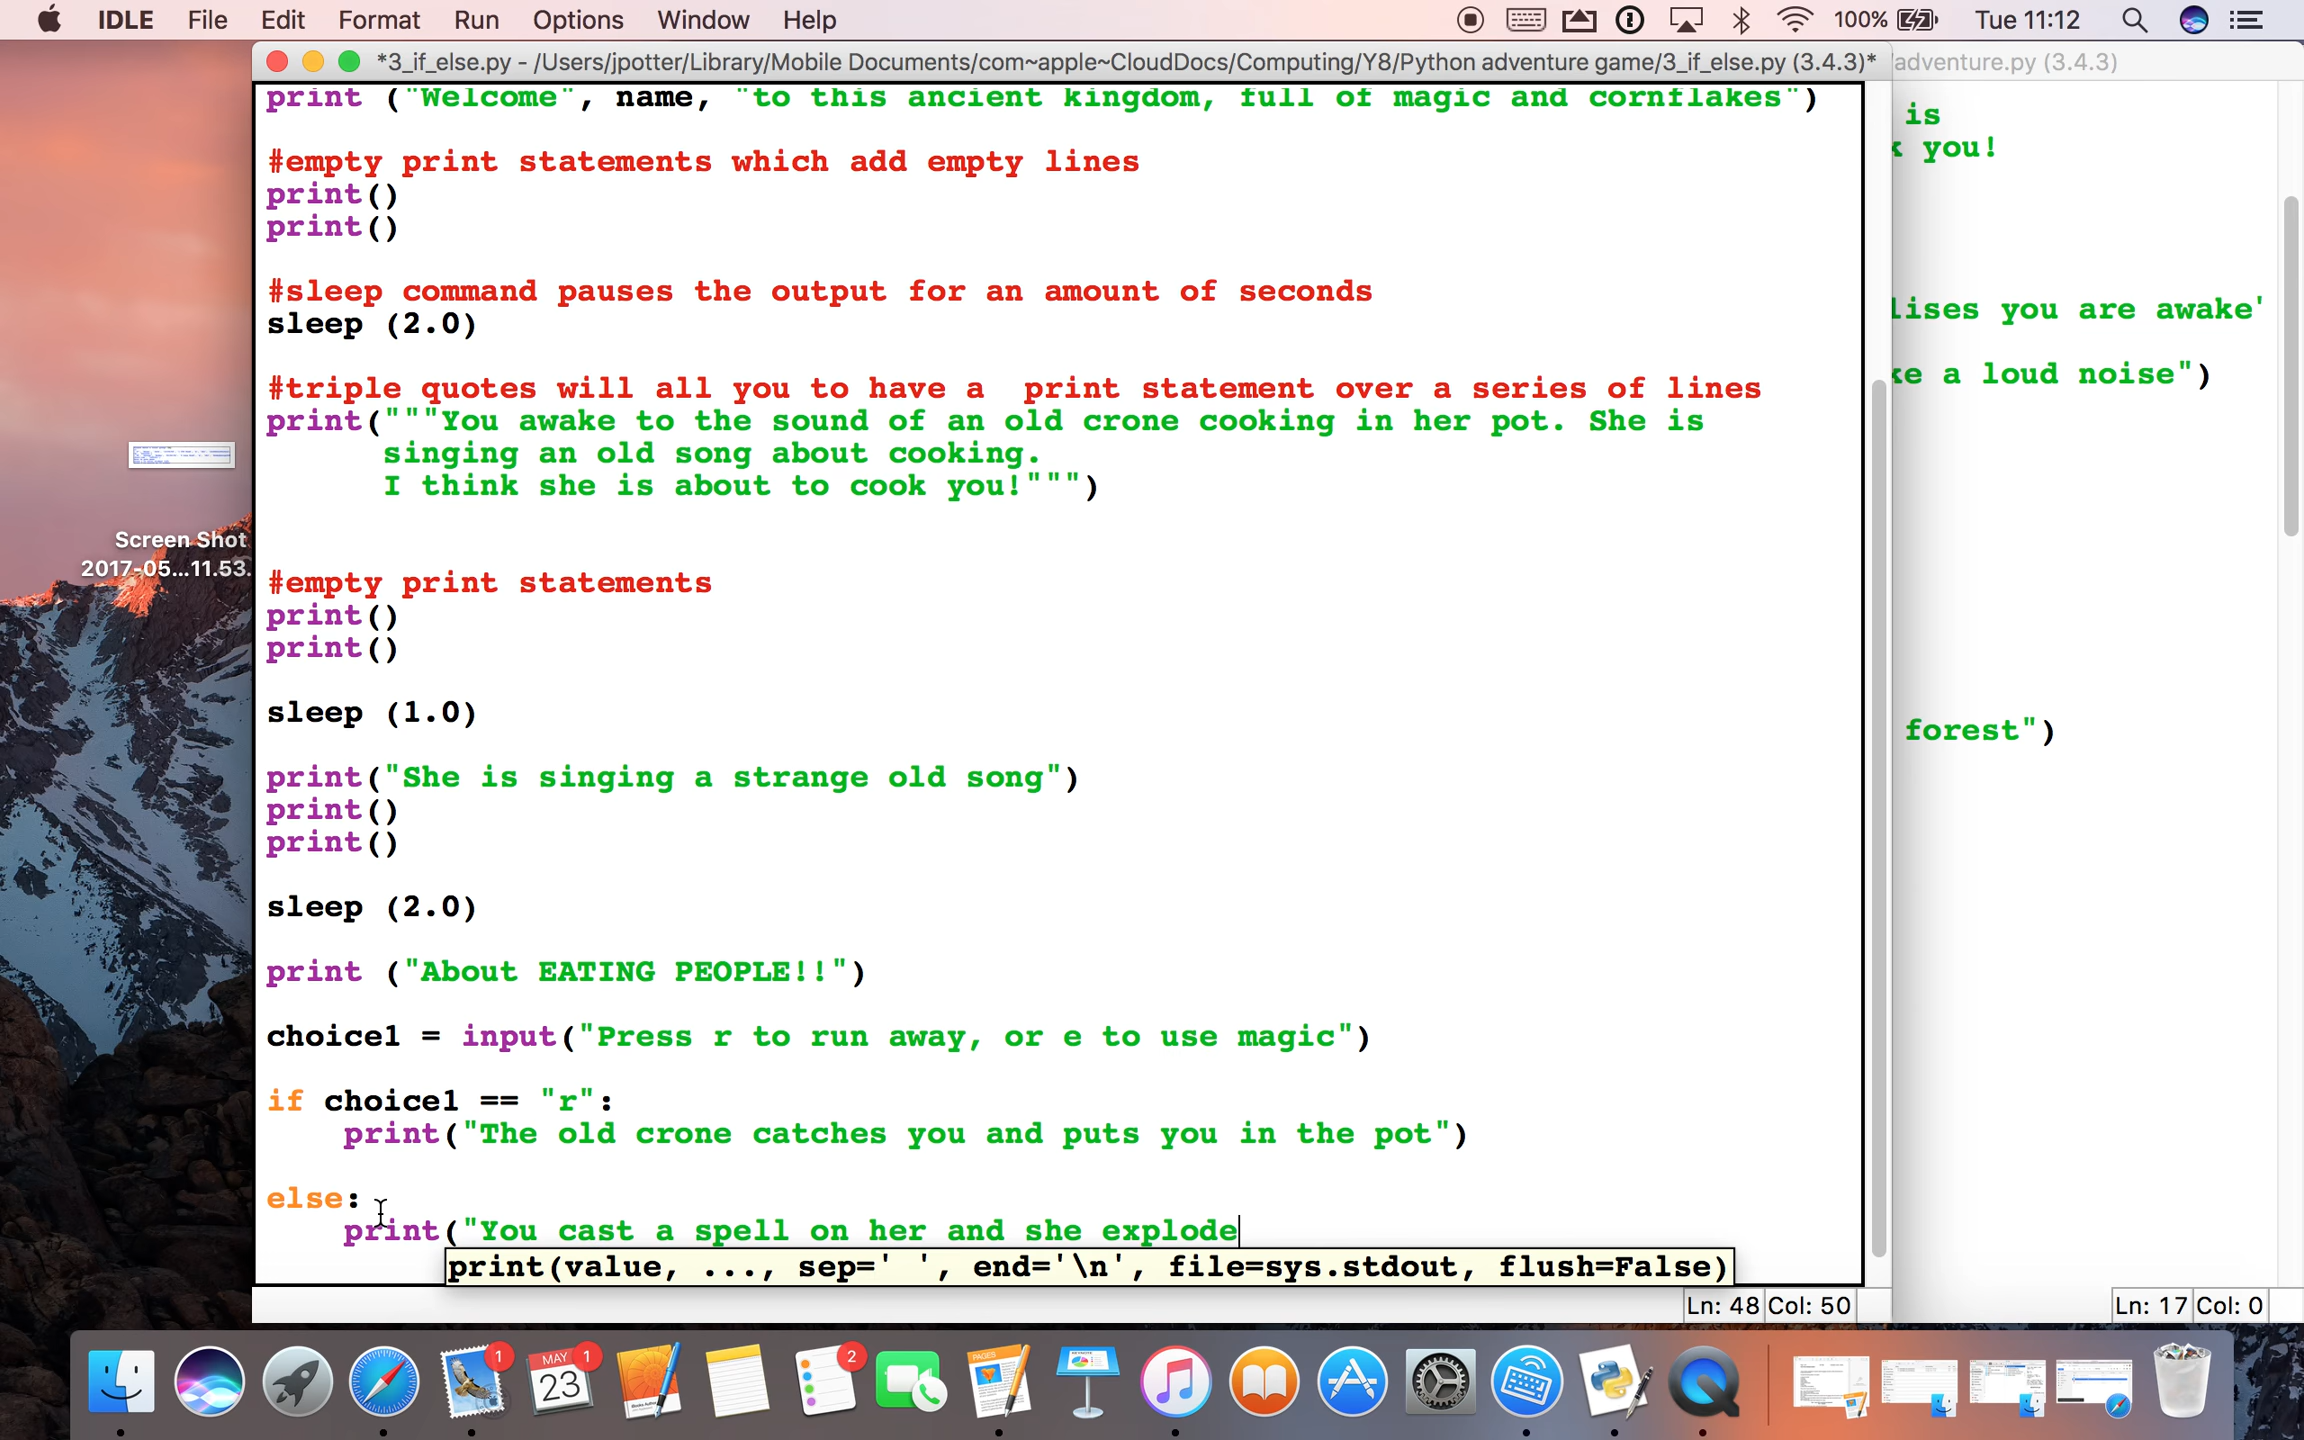 IDLE File Edit Format Run Options Window Help 100% Tue 11:12
*3_if_else.py - /Users/jpotter/Library/Mobile Documents/com~apple~CloudDocs/Computing/Y8/Python adventure game/3_if_else.py (3.4.3)*
adventure.py (3.4.3)
print ("Welcome", name, "to this ancient kingdom, full of magic and cornflakes")
#empty print statements which add empty lines
print()
print()
#sleep command pauses the output for an amount of seconds
sleep (2.0)
#triple quotes will all you to have a  print statement over a series of lines
print("""You awake to the sound of an old crone cooking in her pot. She is
singing an old song about cooking.
I think she is about to cook you!""")
#empty print statements
print()
print()
sleep (1.0)
print("She is singing a strange old song")
print()
print()
sleep (2.0)
print ("About EATING PEOPLE!!")
choice1 = input("Press r to run away, or e to use magic")
if choice1 == "r":
print("The old crone catches you and puts you in the pot")
else:
print("You cast a spell on her and she explode
print(value, ..., sep=' ', end='\n', file=sys.stdout, flush=False)
Ln: 48 Col: 50
is
you!
lises you are awake'
ke a loud noise")
forest")
Ln: 17 Col: 0
Screen Shot
2017-05...11.53.
1
MAY
23
1
2
PAGES